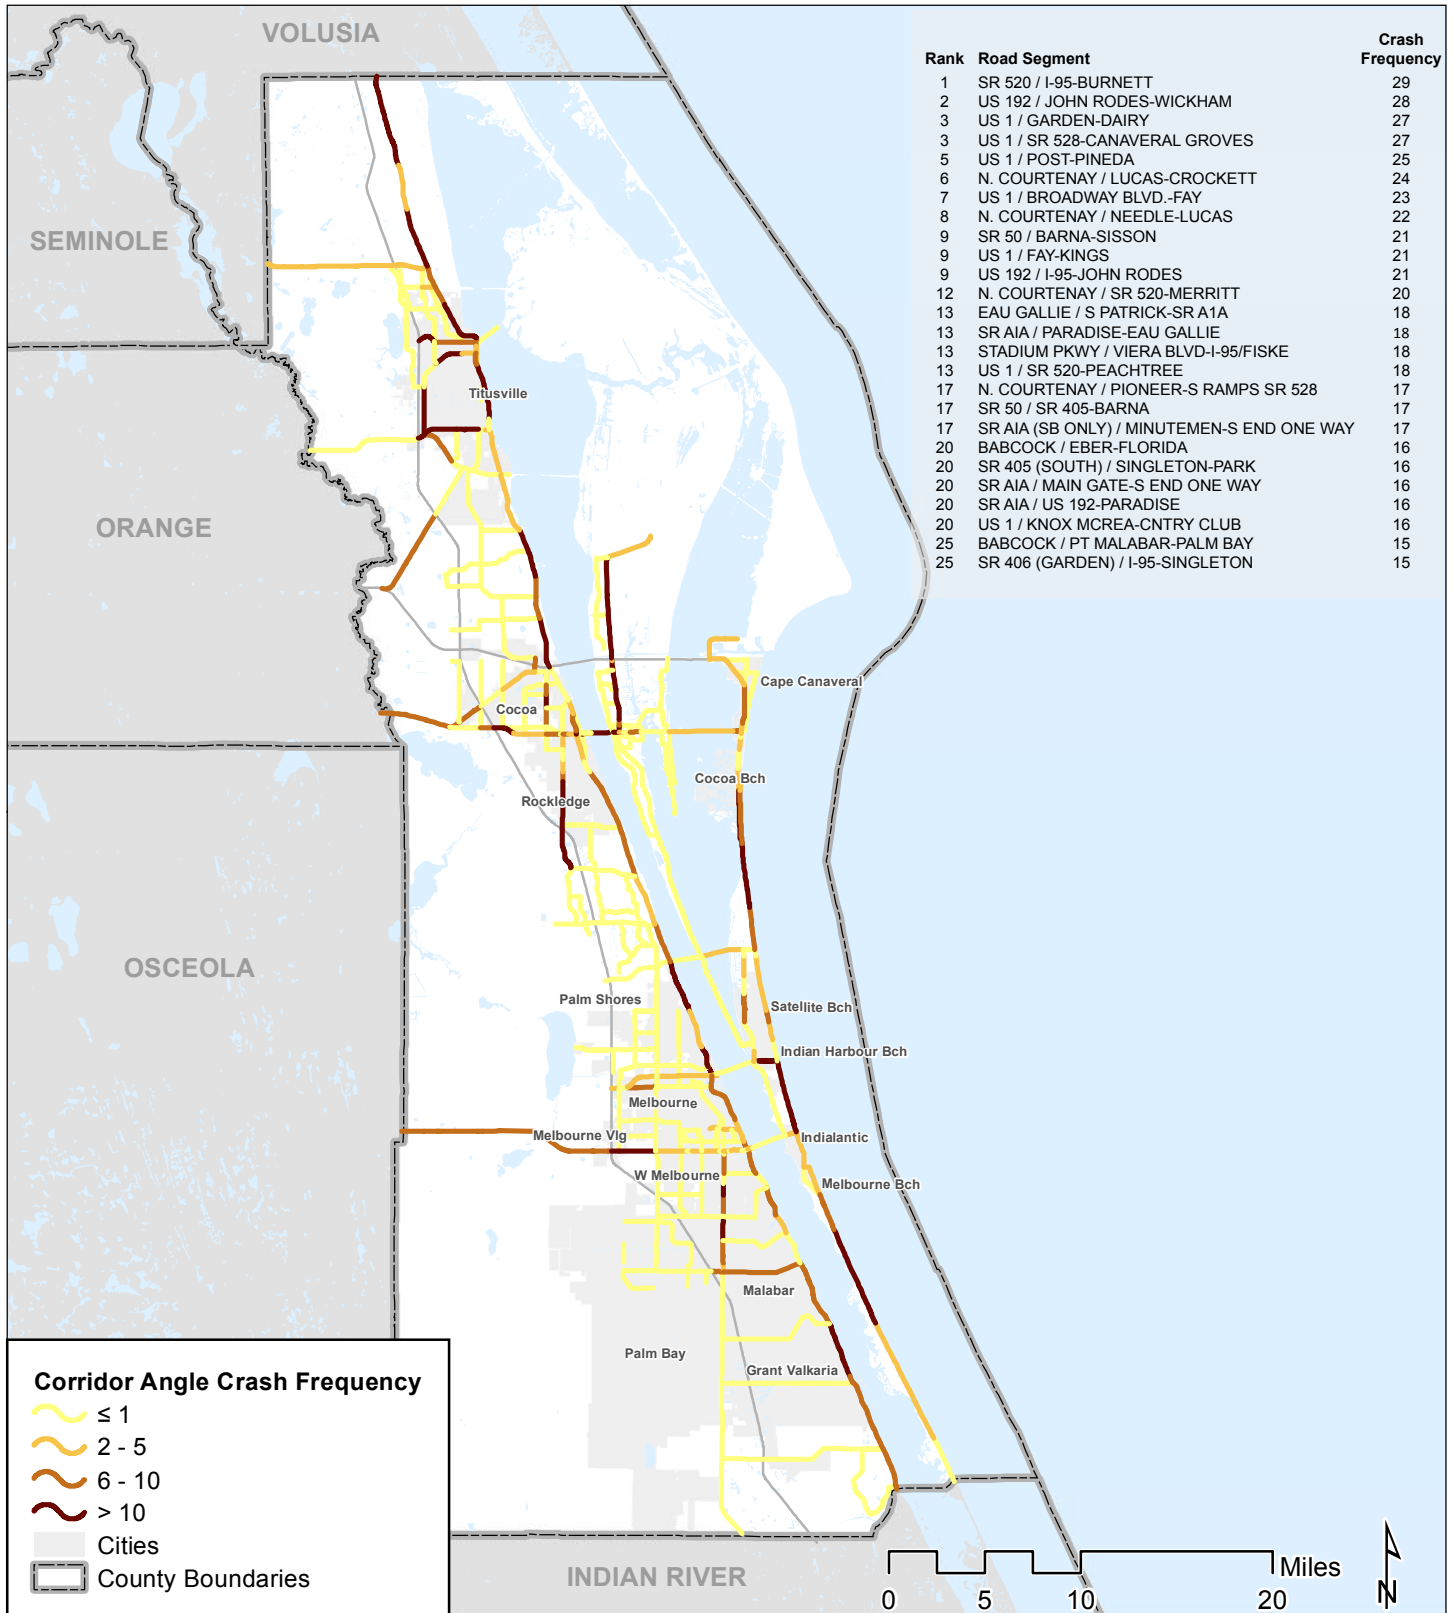 VOLUSIA
SEMINOLE
ORANGE
OSCEOLA
INDIAN RIVER
Crash
Rank Road Segment Frequency
1 SR 520 / I-95-BURNETT 29
2 US 192 / JOHN RODES-WICKHAM 28
3 US 1 / GARDEN-DAIRY 27
3 US 1 / SR 528-CANAVERAL GROVES 27
5 US 1 / POST-PINEDA 25
6 N. COURTENAY / LUCAS-CROCKETT 24
7 US 1 / BROADWAY BLVD.-FAY 23
8 N. COURTENAY / NEEDLE-LUCAS 22
9 SR 50 / BARNA-SISSON 21
9 US 1 / FAY-KINGS 21
9 US 192 / I-95-JOHN RODES 21
12 N. COURTENAY / SR 520-MERRITT 20
13 EAU GALLIE / S PATRICK-SR A1A 18
13 SR AIA / PARADISE-EAU GALLIE 18
13 STADIUM PKWY / VIERA BLVD-I-95/FISKE 18
13 US 1 / SR 520-PEACHTREE 18
17 N. COURTENAY / PIONEER-S RAMPS SR 528 17
17 SR 50 / SR 405-BARNA 17
17 SR AIA (SB ONLY) / MINUTEMEN-S END ONE WAY 17
20 BABCOCK / EBER-FLORIDA 16
20 SR 405 (SOUTH) / SINGLETON-PARK 16
20 SR AIA / MAIN GATE-S END ONE WAY 16
20 SR AIA / US 192-PARADISE 16
20 US 1 / KNOX MCREA-CNTRY CLUB 16
25 BABCOCK / PT MALABAR-PALM BAY 15
25 SR 406 (GARDEN) / I-95-SINGLETON 15
Titusville
Cape Canaveral
Cocoa
Cocoa Bch
Rockledge
Palm Shores
Satellite Bch
Indian Harbour Bch
Melbourne
Melbourne Vlg
Indialantic
W Melbourne
Melbourne Bch
Malabar
Palm Bay
Grant Valkaria
Corridor Angle Crash Frequency
≤ 1
2 - 5
6 - 10
> 10
Cities
County Boundaries
Miles
0 5 10 20
N